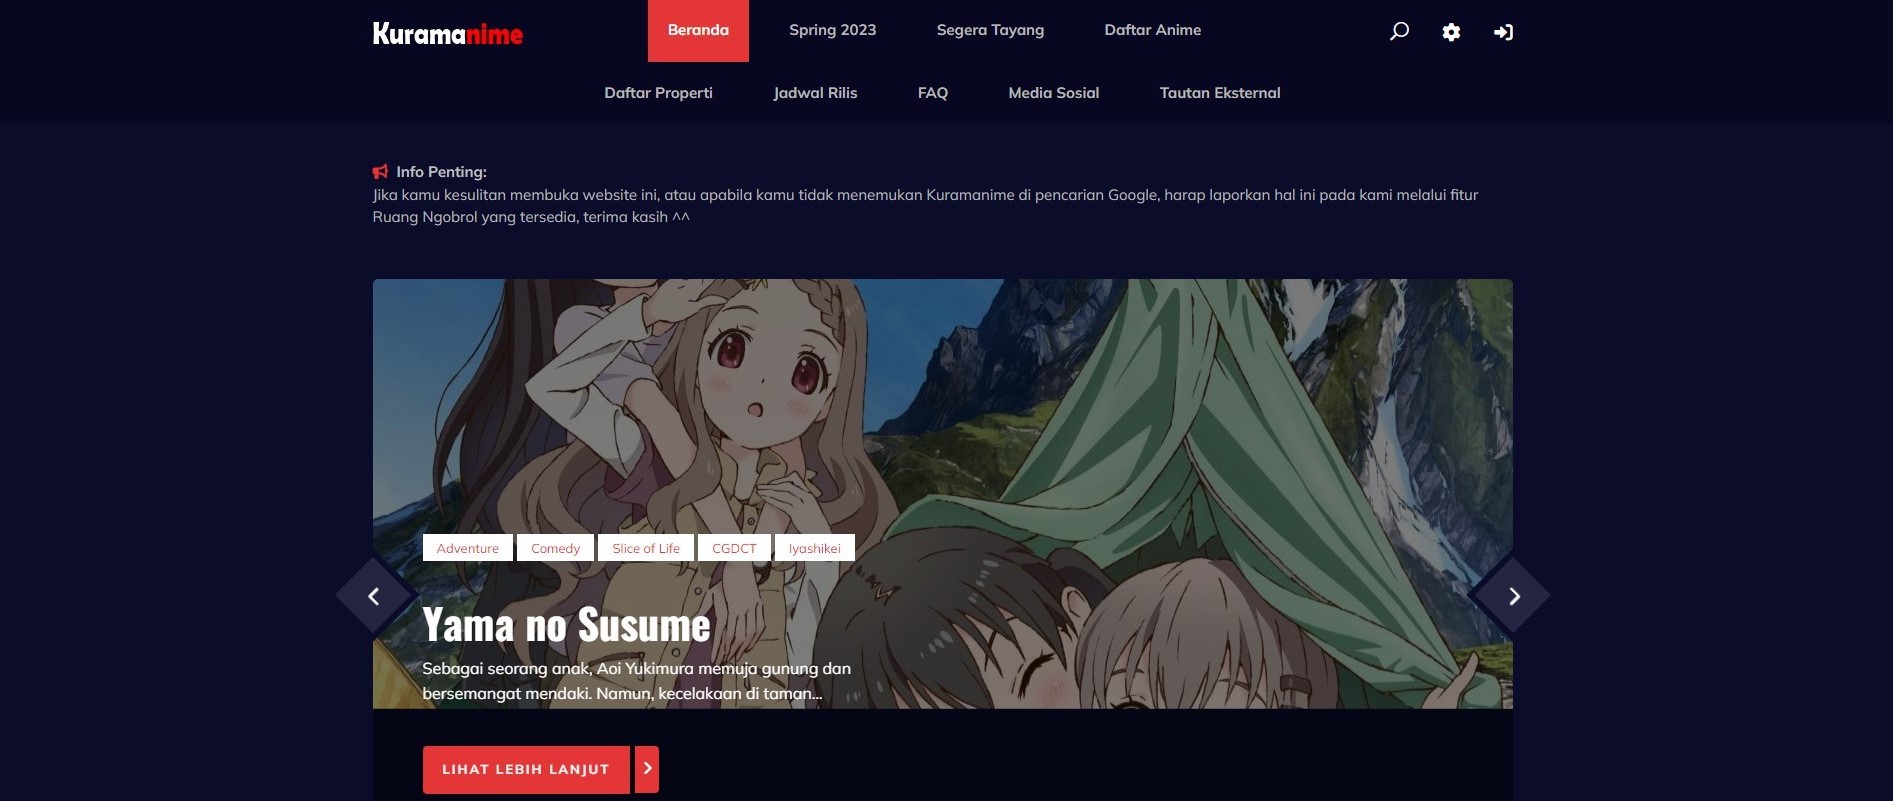 Kuramanime
Beranda
Spring 2023
Segera Tayang
Daftar Anime
Daftar Properti
Jadwal Rilis
FAQ
Media Sosial
Tautan Eksternal
Info Penting:
Jika kamu kesulitan membuka website ini, atau apabila kamu tidak menemukan Kuramanime di pencarian Google, harap laporkan hal ini pada kami melalui fitur
Ruang Ngobrol yang tersedia, terima kasih ^^
Adventure
Comedy
Slice of Life
CGDCT
Iyashikei
Yama no Susume
Sebagai seorang anak, Aoi Yukimura memuja gunung dan
bersemangat mendaki. Namun, kecelakaan di taman...
LIHAT LEBIH LANJUT